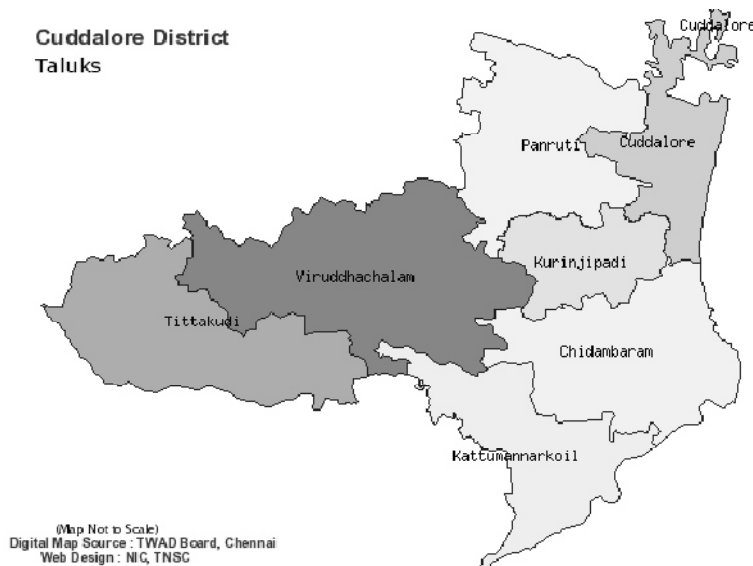 Cuddalore District
Taluks
Cuddalore
Panruti
Cuddalore
Kurinjipadi
Viruddhachalam
Tittakudi
Chidambaram
Kattumannarkoil
(Map Not to Scale)
Digital Map Source : TWAD Board, Chennai
Web Design : NIC, TNSC